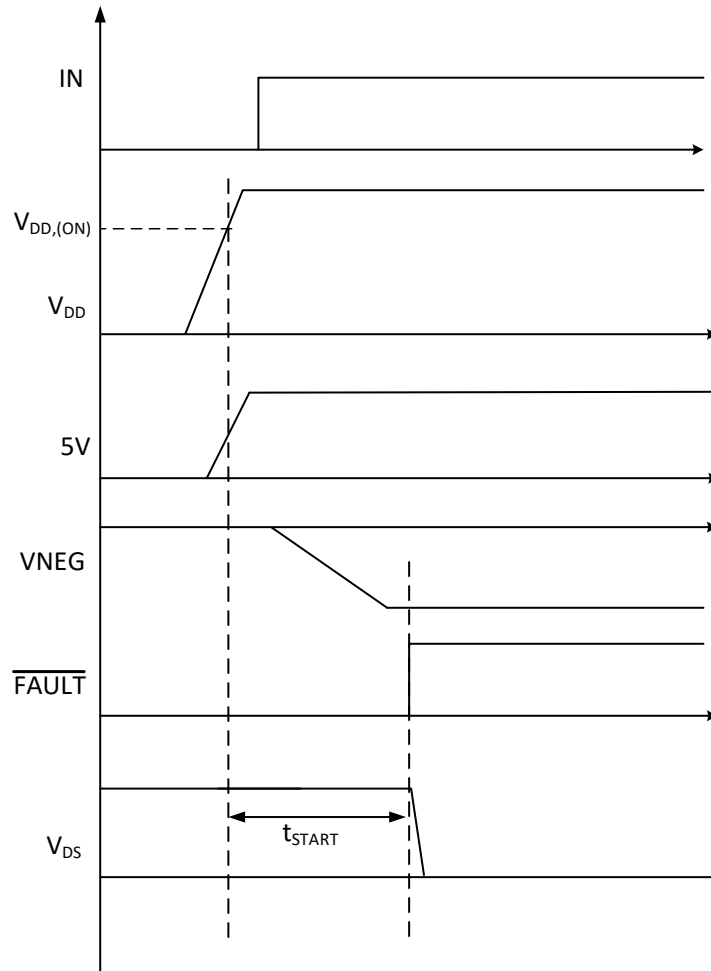 IN
V_DD,(ON)
V_DD
5V
VNEG
FAULT
t_START
V_DS